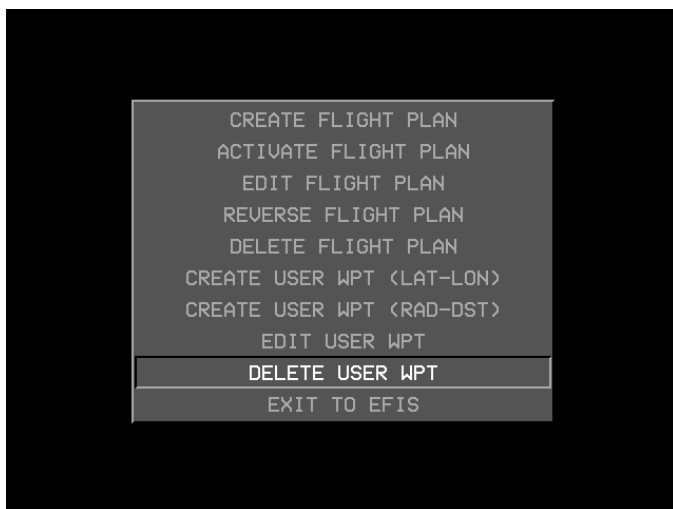 CREATE FLIGHT PLAN
ACTIVATE FLIGHT PLAN
EDIT FLIGHT PLAN
REVERSE FLIGHT PLAN
DELETE FLIGHT PLAN
CREATE USER WPT (LAT-LON)
CREATE USER WPT (RAD-DST)
EDIT USER WPT
DELETE USER WPT
EXIT TO EFIS